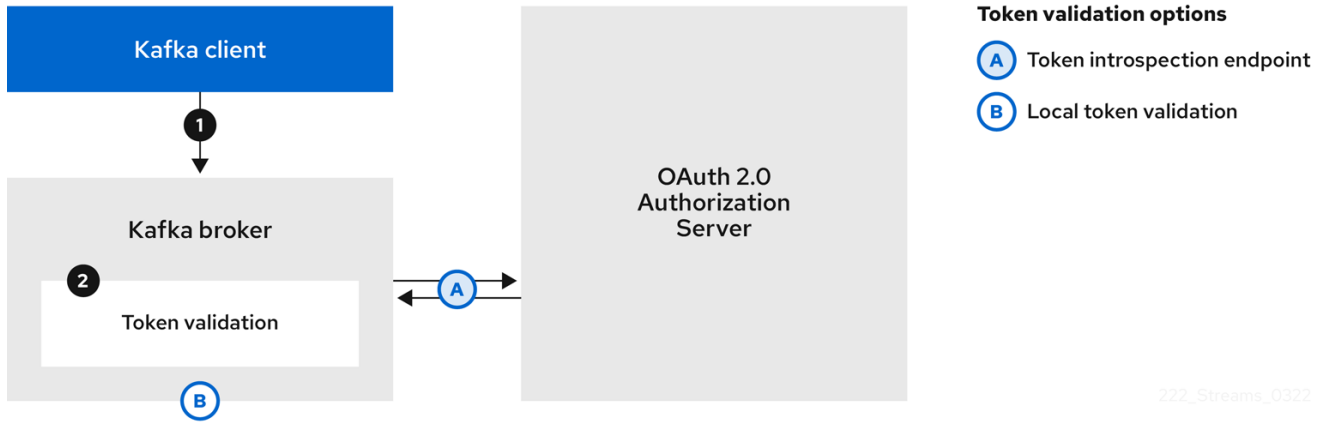 Kafka client
1
Kafka broker
2
Token validation
B
A
OAuth 2.0
Authorization
Server
Token validation options
A Token introspection endpoint
B Local token validation
222_Streams_0322